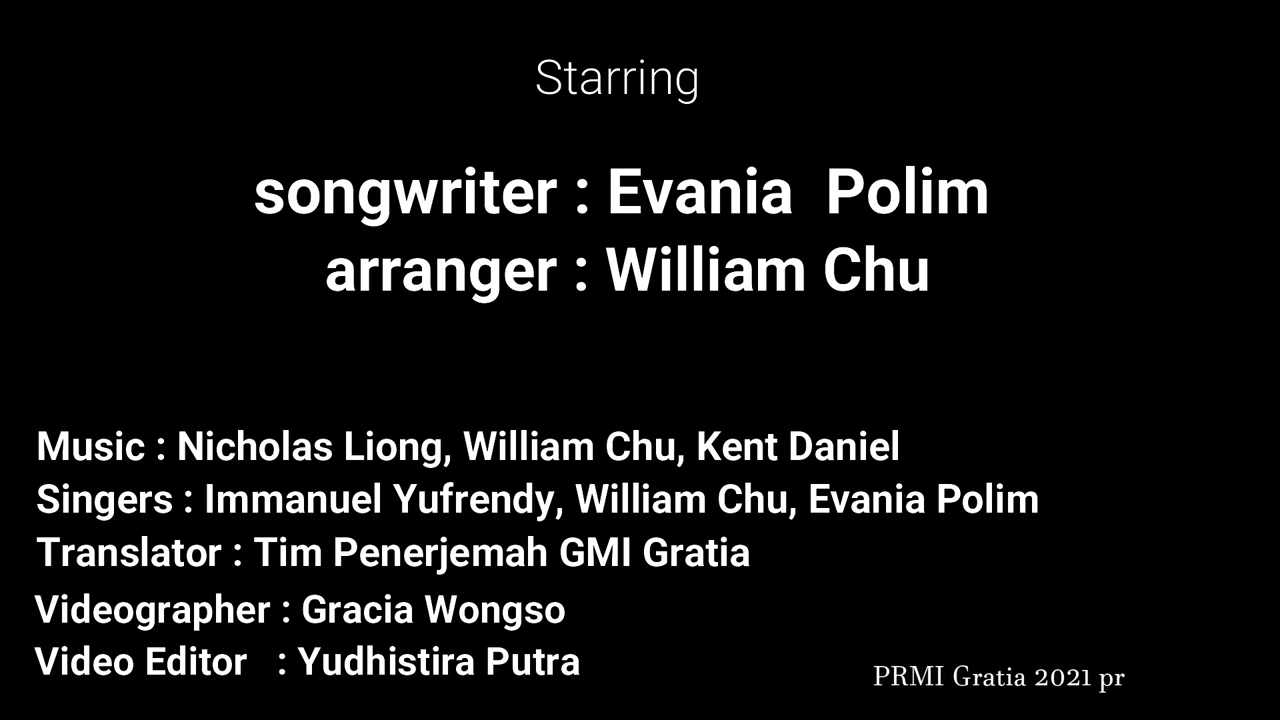 Starring
songwriter : Evania Polim
arranger : William Chu
Music : Nicholas Liong, William Chu, Kent Daniel
Singers : Immanuel Yufrendy, William Chu, Evania Polim
Translator : Tim Penerjemah GMI Gratia
Videographer : Gracia Wongso
Video Editor : Yudhistira Putra
PRMI Gratia 2021 pr